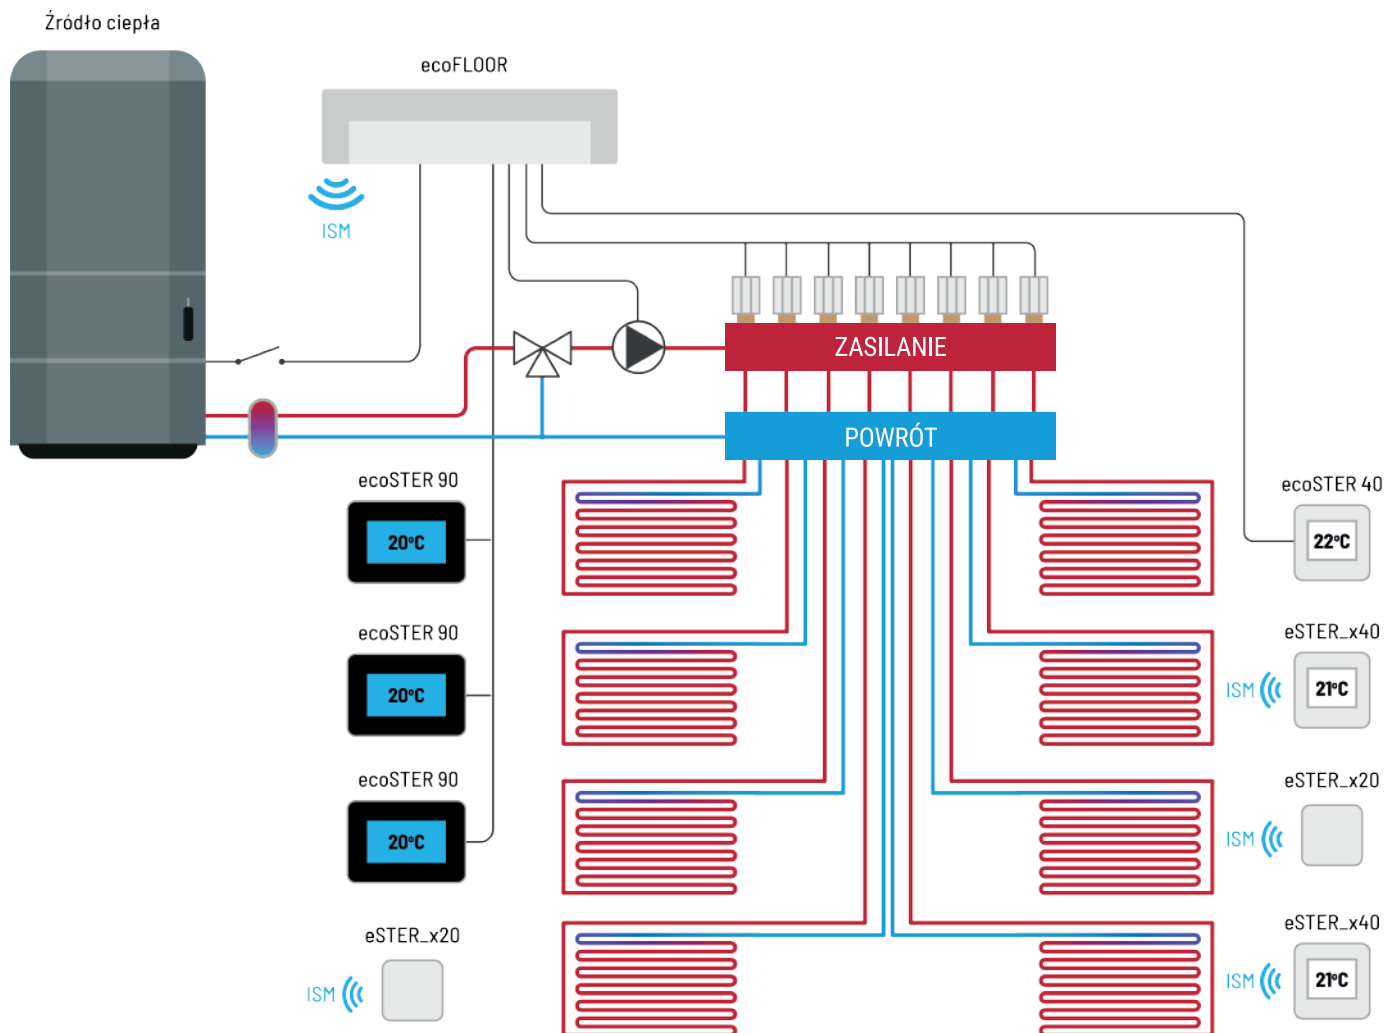 Źródło ciepła
ecoFLOOR
ISM
ZASILANIE
POWRÓT
ecoSTER 90
20°C
ecoSTER 90
20°C
ecoSTER 90
20°C
eSTER_x20
ISM
ecoSTER 40
22°C
eSTER_x40
ISM
21°C
eSTER_x20
ISM
eSTER_x40
ISM
21°C